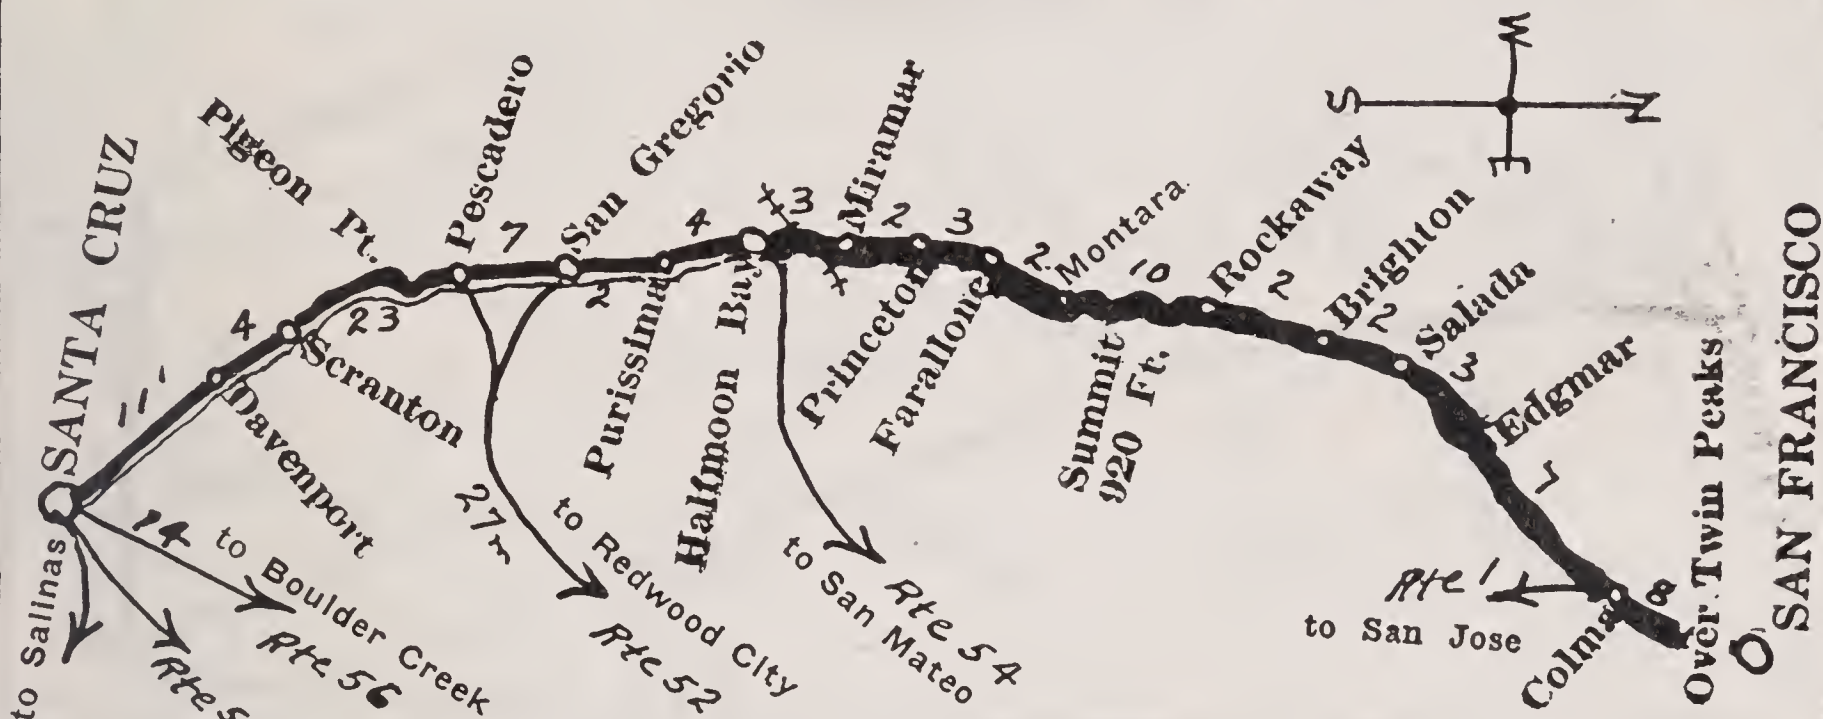 SANTA CRUZ
11
Davenport
4
Scranton
23
Pigeon Pt.
Pescadero
7
San Gregorio
2
Purissima
4
Halfmoon Bay
3
Miramar
2
Princeton
3
Farallone
2
Montara
Summit
920 Ft.
10
Rockaway
2
Brighton
2
Salada
3
Edgmar
7
Colma
8
Over Twin Peaks
SAN FRANCISCO
W
S
N
E
to Salinas
Rte 5
14
to Boulder Creek
Rte 56
27m
to Redwood City
Rte 52
to San Mateo
Rte 54
Rte 1
to San Jose